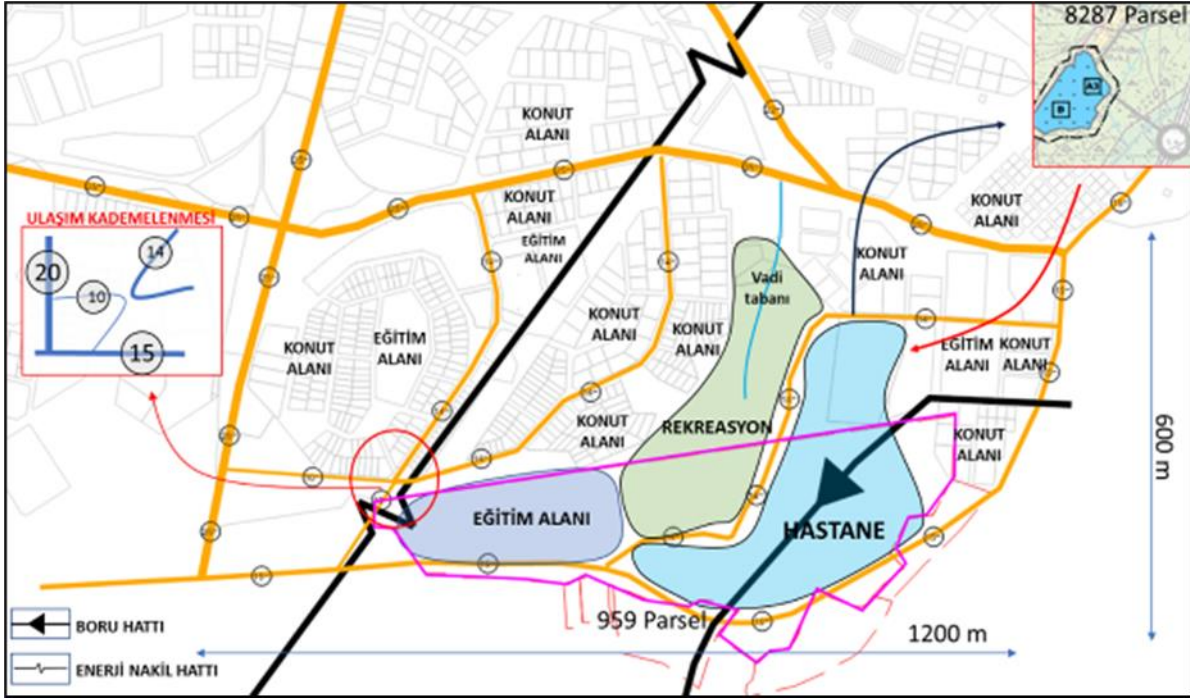 8287 Parsel
A3
B
KONUT
ALANI
KONUT
ALANI
EĞİTİM
ALANI
KONUT
ALANI
ULAŞIM KADEMELENMESİ
20
14
10
15
KONUT
ALANI
Vadi
tabanı
KONUT
ALANI
EĞİTİM
ALANI
KONUT
ALANI
KONUT
ALANI
EĞİTİM
ALANI
KONUT
ALANI
KONUT
ALANI
REKREASYON
KONUT
ALANI
600 m
EĞİTİM ALANI
HASTANE
959 Parsel
1200 m
BORU HATTI
ENERJİ NAKİL HATTI